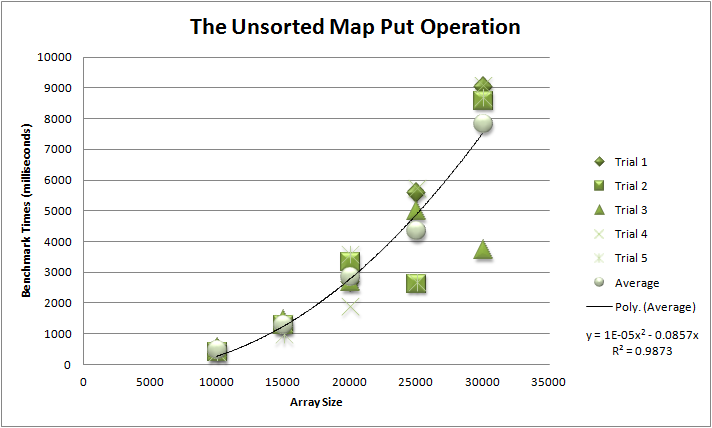 The Unsorted Map Put Operation
Benchmark Times (milliseconds)
10000
9000
8000
7000
6000
5000
4000
3000
2000
1000
0
0 5000 10000 15000 20000 25000 30000 35000
Array Size
Trial 1
Trial 2
Trial 3
Trial 4
Trial 5
Average
Poly. (Average)
y = 1E-05x² - 0.0857x
R² = 0.9873